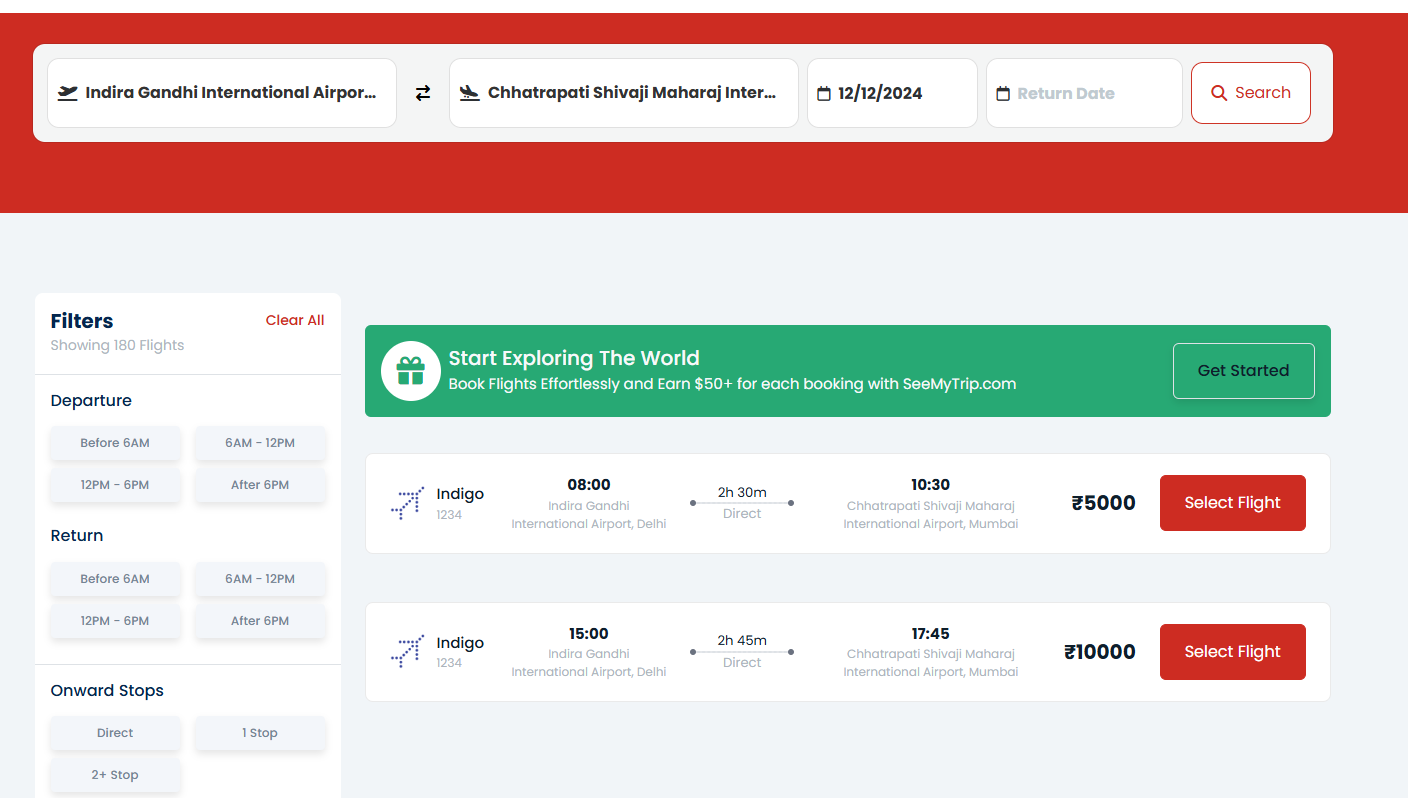 Indira Gandhi International Airpor...
Chhatrapati Shivaji Maharaj Inter...
12/12/2024
Return Date
Search
Filters
Clear All
Showing 180 Flights
Departure
Before 6AM
6AM - 12PM
12PM - 6PM
After 6PM
Return
Before 6AM
6AM - 12PM
12PM - 6PM
After 6PM
Onward Stops
Direct
1 Stop
2+ Stop
Start Exploring The World
Book Flights Effortlessly and Earn $50+ for each booking with SeeMyTrip.com
Get Started
Indigo
1234
08:00
Indira Gandhi
International Airport, Delhi
2h 30m
Direct
10:30
Chhatrapati Shivaji Maharaj
International Airport, Mumbai
₹5000
Select Flight
Indigo
1234
15:00
Indira Gandhi
International Airport, Delhi
2h 45m
Direct
17:45
Chhatrapati Shivaji Maharaj
International Airport, Mumbai
₹10000
Select Flight